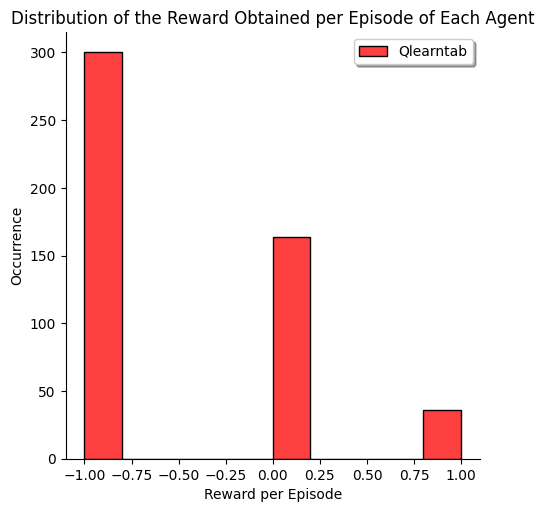 Distribution of the Reward Obtained per Episode of Each Agent
Qlearntab
300
250
200
150
100
50
0
Occurrence
−1.00 −0.75 −0.50 −0.25 0.00 0.25 0.50 0.75 1.00
Reward per Episode